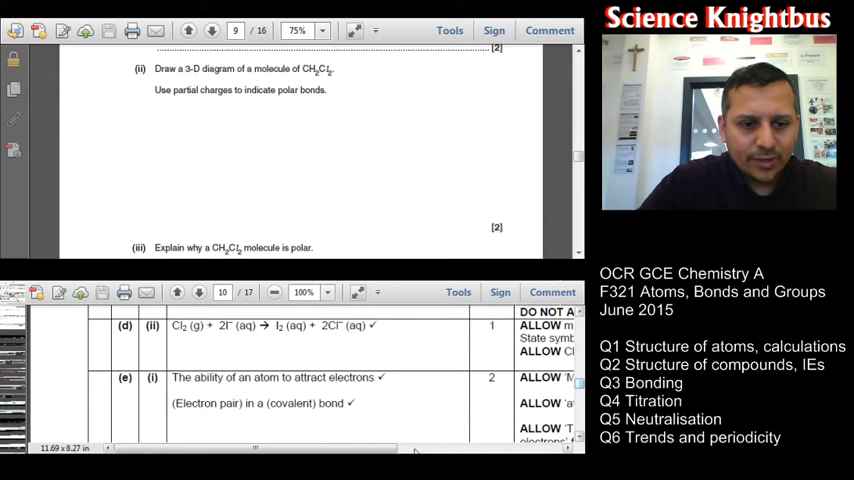 Science Knightbus
Tools Sign Comment
9 / 16 75%
[2]
(ii) Draw a 3-D diagram of a molecule of CH2Cl2.
Use partial charges to indicate polar bonds.
[2]
(iii) Explain why a CH2Cl2 molecule is polar.
10 / 17 100% Tools Sign Comment
DO NOT A
(d) (ii) Cl2 (g) + 2I– (aq) → I2 (aq) + 2Cl– (aq) ✓ 1 ALLOW m
State symb
ALLOW Cl
(e) (i) The ability of an atom to attract electrons ✓ 2 ALLOW 'M
(Electron pair) in a (covalent) bond ✓ ALLOW 'a
ALLOW 'T
electrons'
11.69 x 8.27 in
OCR GCE Chemistry A
F321 Atoms, Bonds and Groups
June 2015
Q1 Structure of atoms, calculations
Q2 Structure of compounds, IEs
Q3 Bonding
Q4 Titration
Q5 Neutralisation
Q6 Trends and periodicity